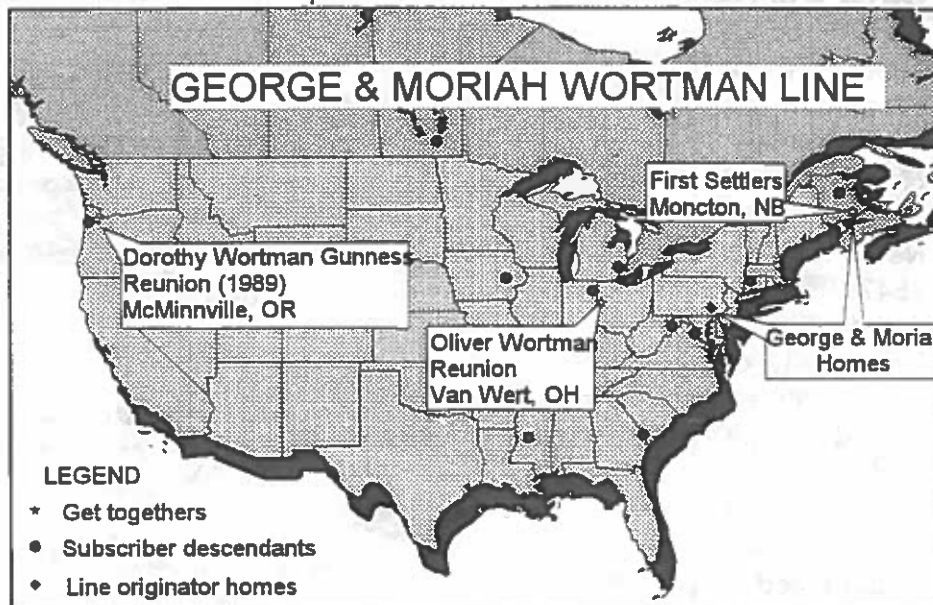 GEORGE & MORIAH WORTMAN LINE
First Settlers
Moncton, NB
Dorothy Wortman Gunness
Reunion (1989)
McMinnville, OR
Oliver Wortman
Reunion
Van Wert, OH
George & Moria
Homes
LEGEND
Get togethers
Subscriber descendants
Line originator homes